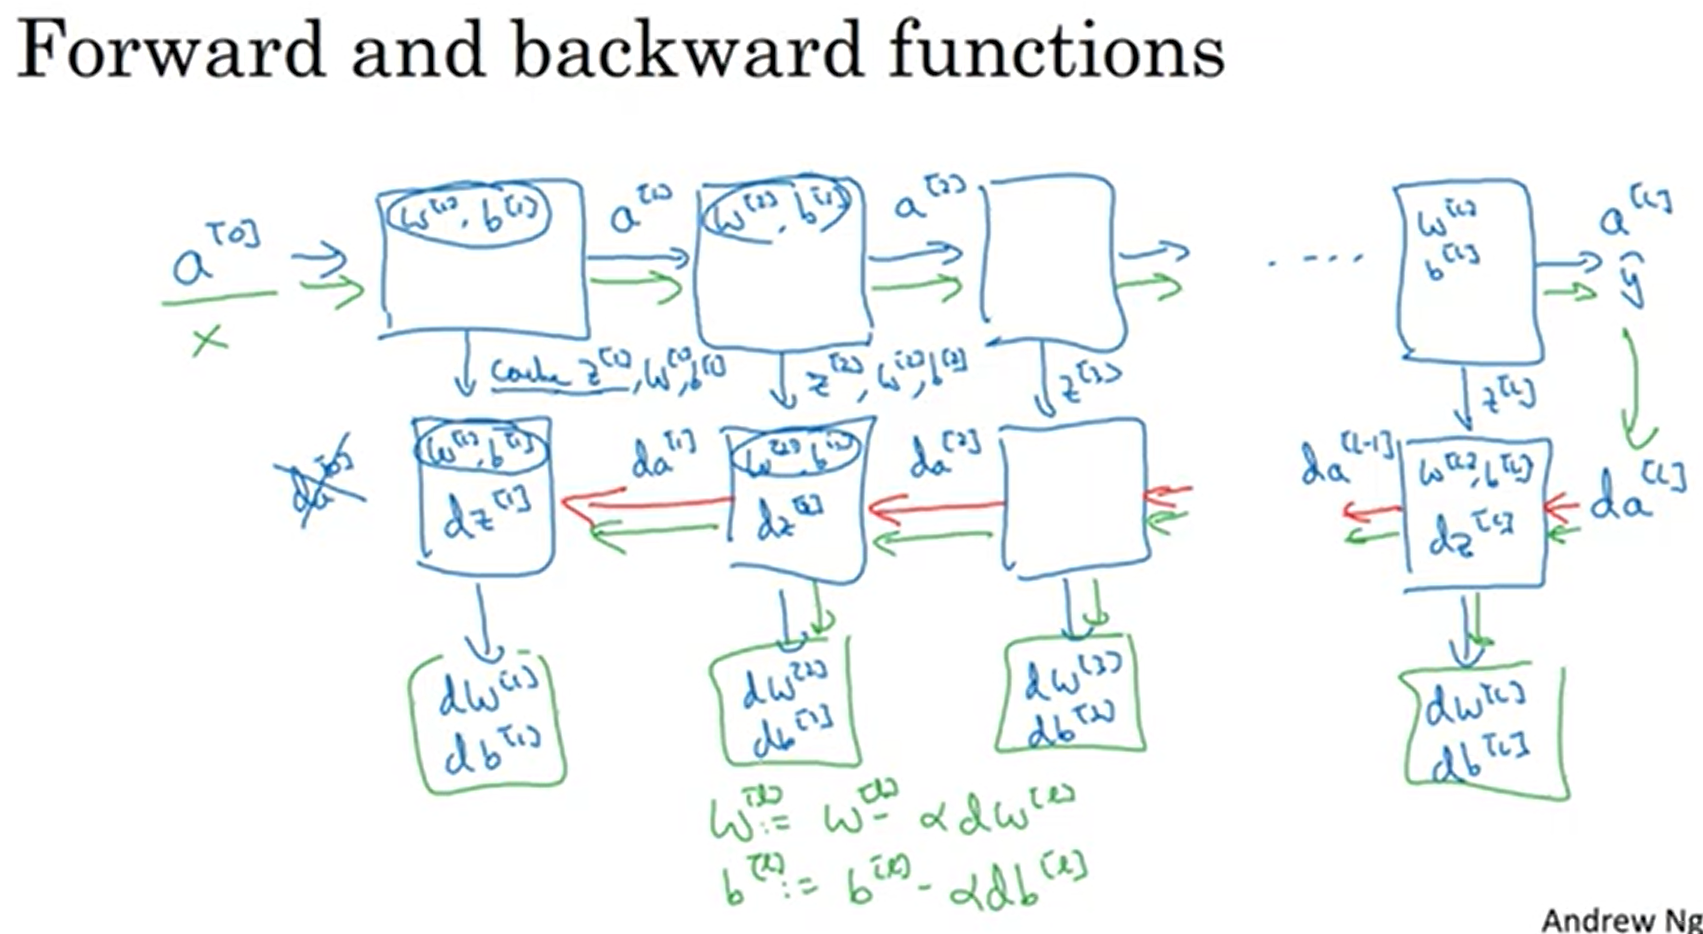 Forward and backward functions
a^[0] w^[1], b^[1] a^[1] w^[2], b^[2] a^[2] .... w^[L] a^[L]
b^[L] ŷ
x
cache z^[1], w^[1], b^[1] z^[2], w^[2], b^[2] z^[3] z^[L]
da^[0] w^[1], b^[1] da^[1] w^[2], b^[2] da^[2] da^[L-1] w^[L], b^[L] da^[L]
dz^[1] dz^[2] dz^[L]
dw^[1] dw^[2] dw^[3] dw^[L]
db^[1] db^[2] db^[3] db^[L]
w^[l] := w^[l] - αdw^[l]
b^[l] := b^[l] - αdb^[l]
Andrew Ng